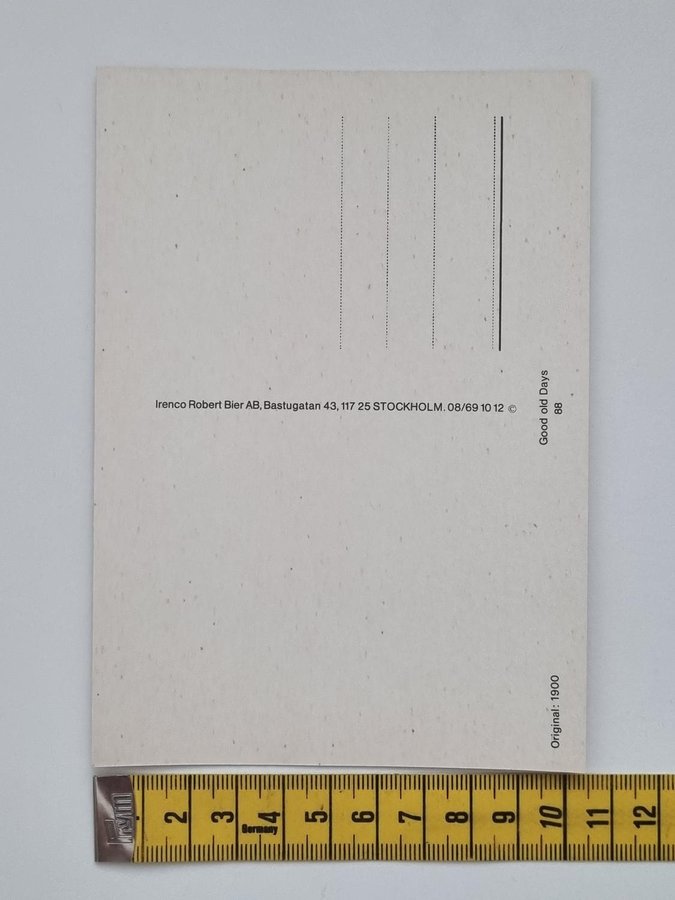 Good old Days
88
Original: 1900
Irenco Robert Bier AB, Bastugatan 43, 117 25 STOCKHOLM. 08/69 10 12 ©
2 3 4 5 6 7 8 9 10 11 12
Germany